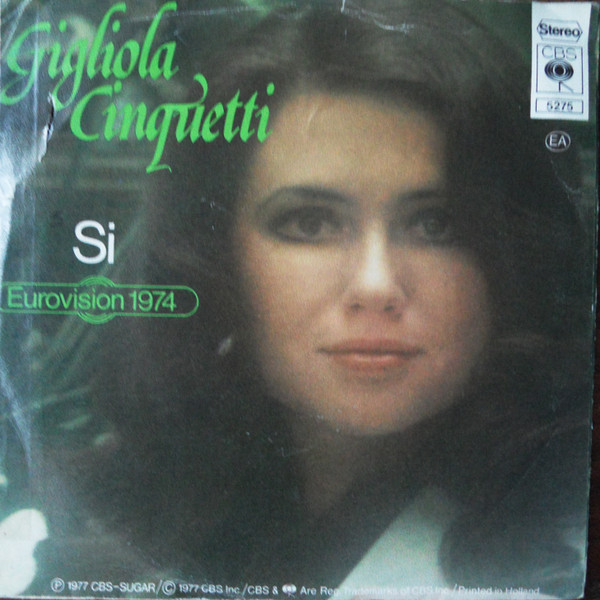 Gigliola
Cinquetti
Stereo
CBS
5275
EA
Si
Eurovision 1974
Ⓟ 1977 CBS-SUGAR/Ⓒ 1977 CBS Inc./CBS & Are Reg. Trademarks of CBS Inc./Printed in Holland